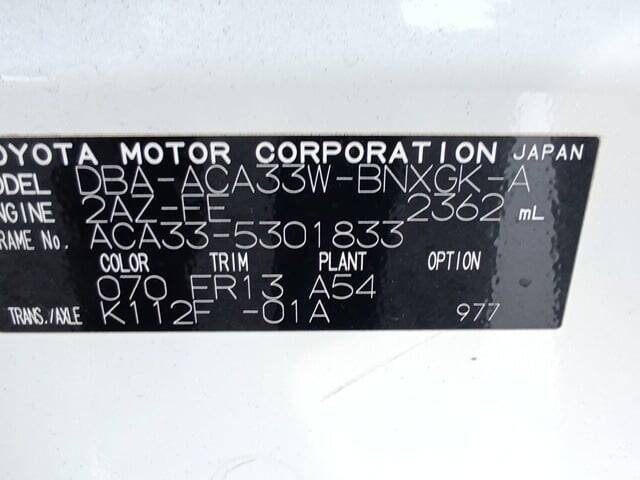 OYOTA MOTOR CORPORATION JAPAN
ODEL DBA-ACA33W-BNXGK-A
NGINE 2AZ-FE 2362 mL
RAME No. ACA33-5301833
COLOR TRIM PLANT OPTION
070 FR13 A54
TRANS./AXLE K112F -01A 977